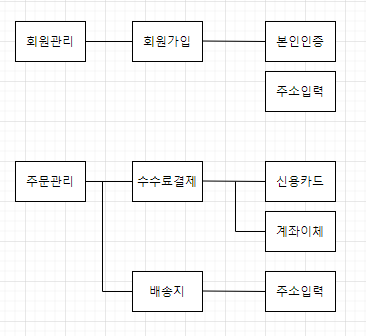 회원관리
회원가입
본인인증
주소입력
주문관리
수수료결제
신용카드
계좌이체
배송지
주소입력